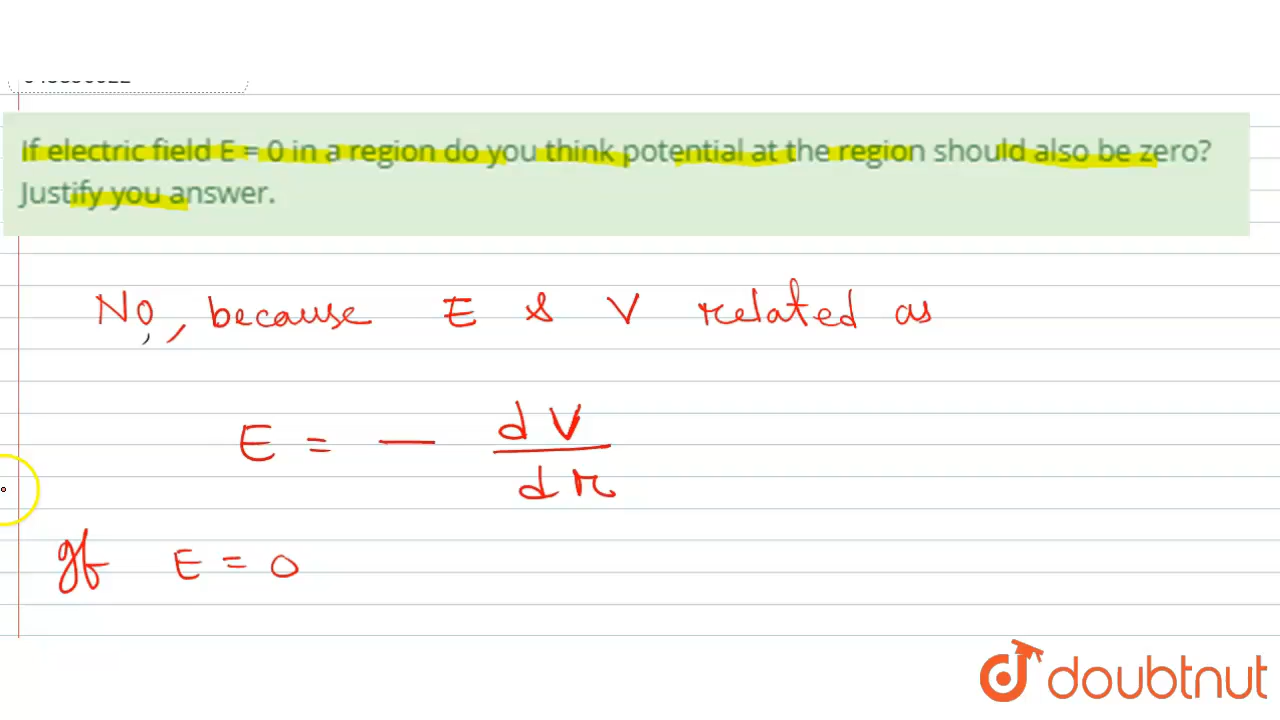 If electric field E = 0 in a region do you think potential at the region should also be zero?
Justify you answer.
No, because E & V related as
E = - dV/dr
If E = 0
doubtnut